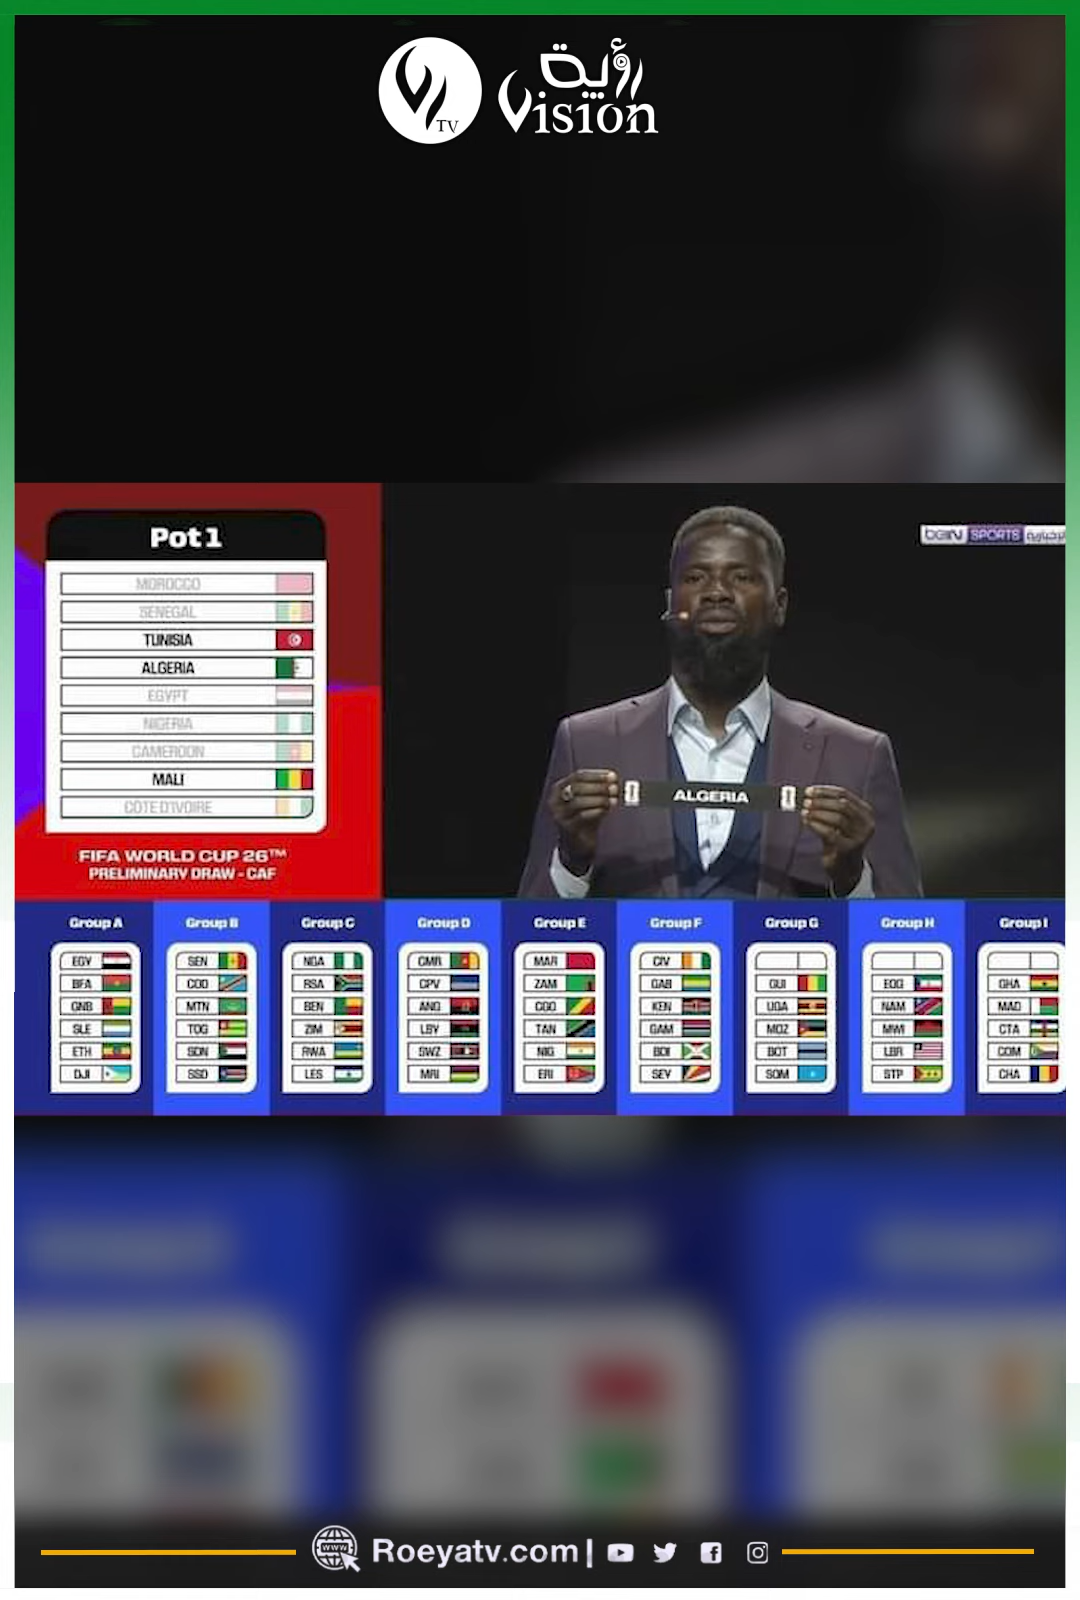 TV
رؤية
Vision
Pot 1
MOROCCO
SENEGAL
TUNISIA
ALGERIA
EGYPT
NIGERIA
CAMEROON
MALI
COTE D'IVOIRE
FIFA WORLD CUP 26™
PRELIMINARY DRAW - CAF
beIN SPORTS الإخبارية
ALGERIA
Group A
EGY
BFA
GNB
SLE
ETH
DJI
Group B
SEN
COD
MTN
TOG
SDN
SSD
Group C
NGA
RSA
BEN
ZIM
RWA
LES
Group D
CMR
CPV
ANG
LBY
SWZ
MRI
Group E
MAR
ZAM
CGO
TAN
NIG
ERI
Group F
CIV
GAB
KEN
GAM
BDI
SEY
Group G
GUI
UGA
MOZ
BOT
SOM
Group H
EQG
NAM
MWI
LBR
STP
Group I
GHA
MAD
CTA
COM
CHA
www
Roeyatv.com |